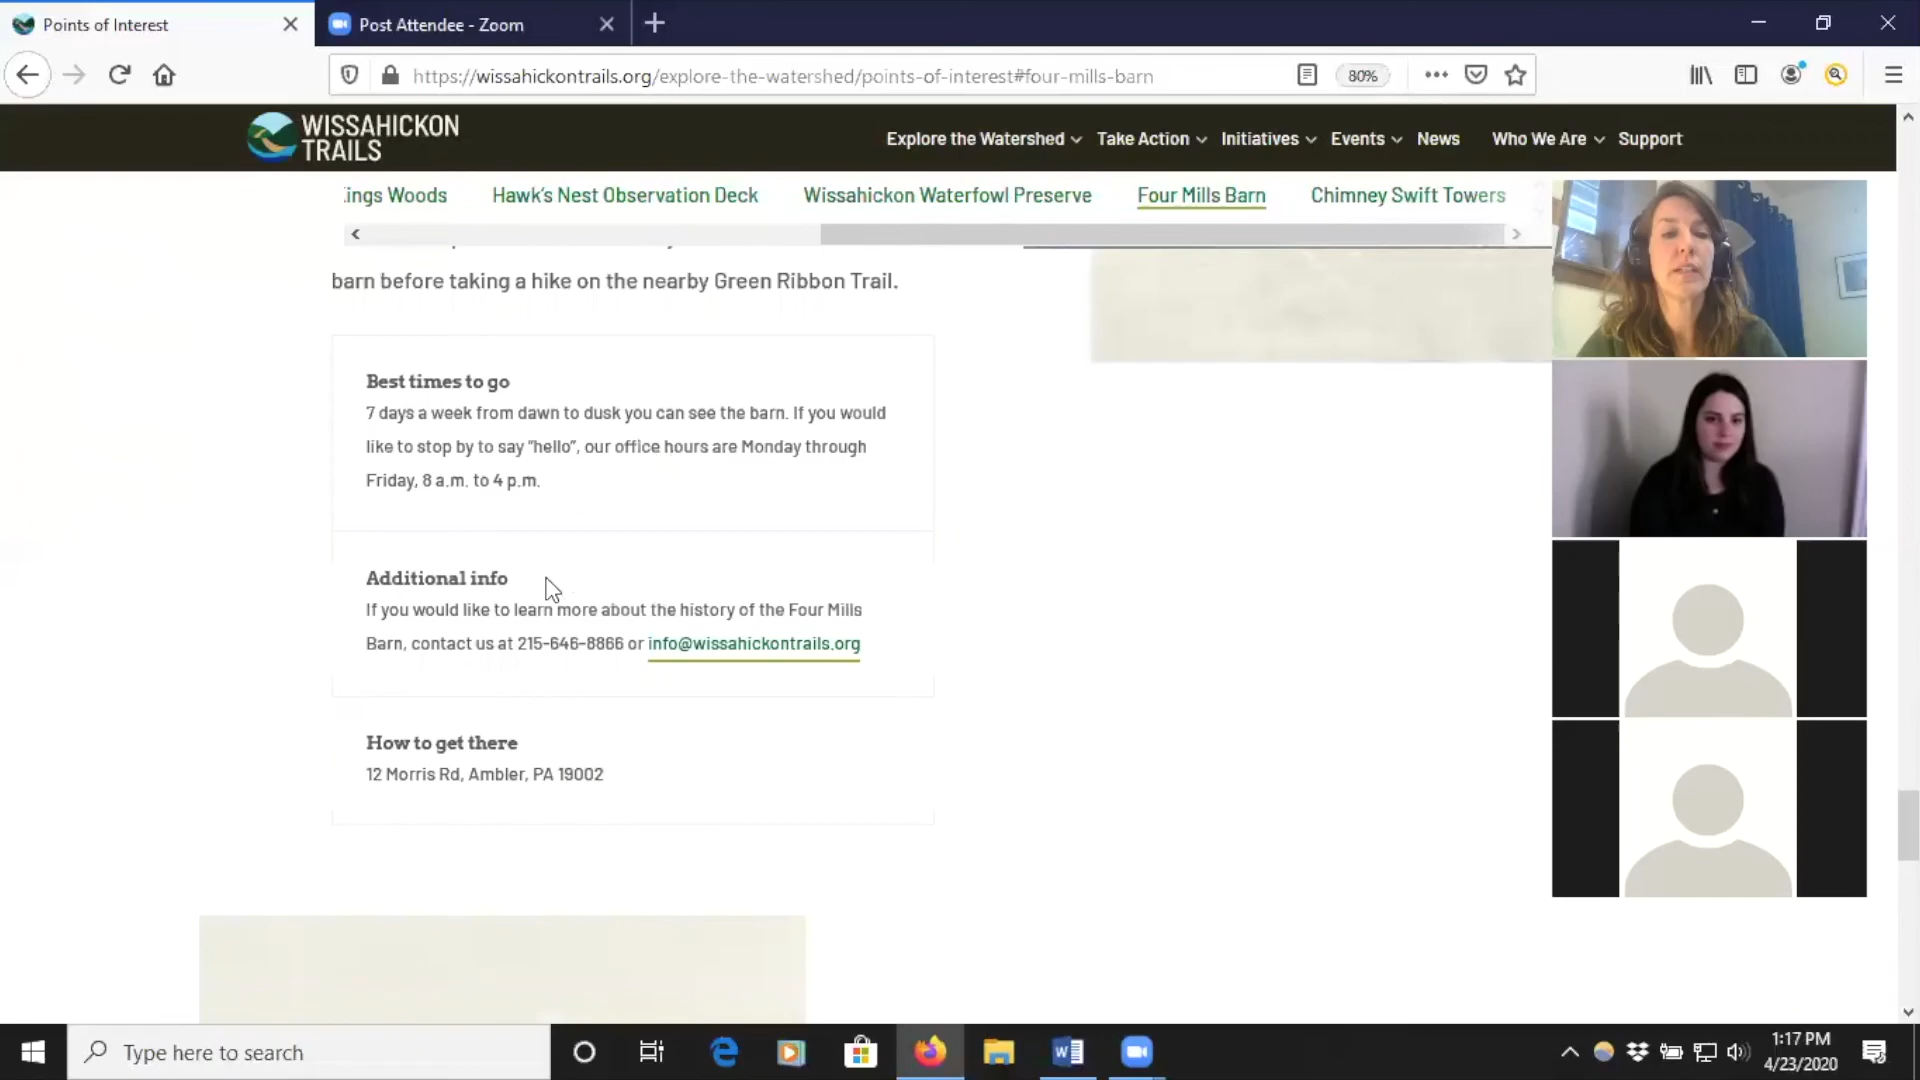 Points of Interest
Post Attendee - Zoom
https://wissahickontrails.org/explore-the-watershed/points-of-interest#four-mills-barn
80%
WISSAHICKON
TRAILS
Explore the Watershed Take Action Initiatives Events News Who We Are Support
ings Woods Hawk's Nest Observation Deck Wissahickon Waterfowl Preserve Four Mills Barn Chimney Swift Towers
barn before taking a hike on the nearby Green Ribbon Trail.
Best times to go
7 days a week from dawn to dusk you can see the barn. If you would
like to stop by to say “hello”, our office hours are Monday through
Friday, 8 a.m. to 4 p.m.
Additional info
If you would like to learn more about the history of the Four Mills
Barn, contact us at 215-646-8866 or info@wissahickontrails.org
How to get there
12 Morris Rd, Ambler, PA 19002
Type here to search
1:17 PM
4/23/2020